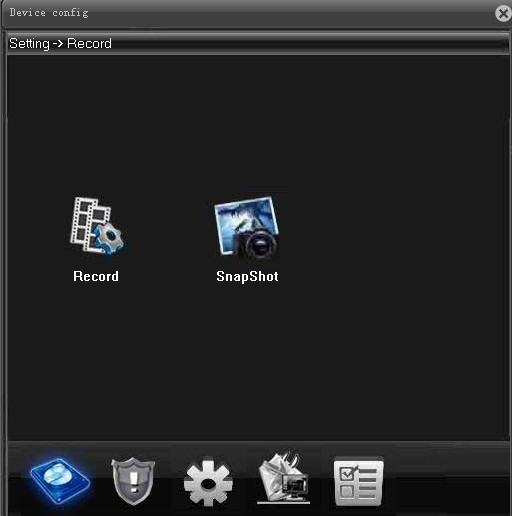 Device config
Setting -> Record
Record
SnapShot